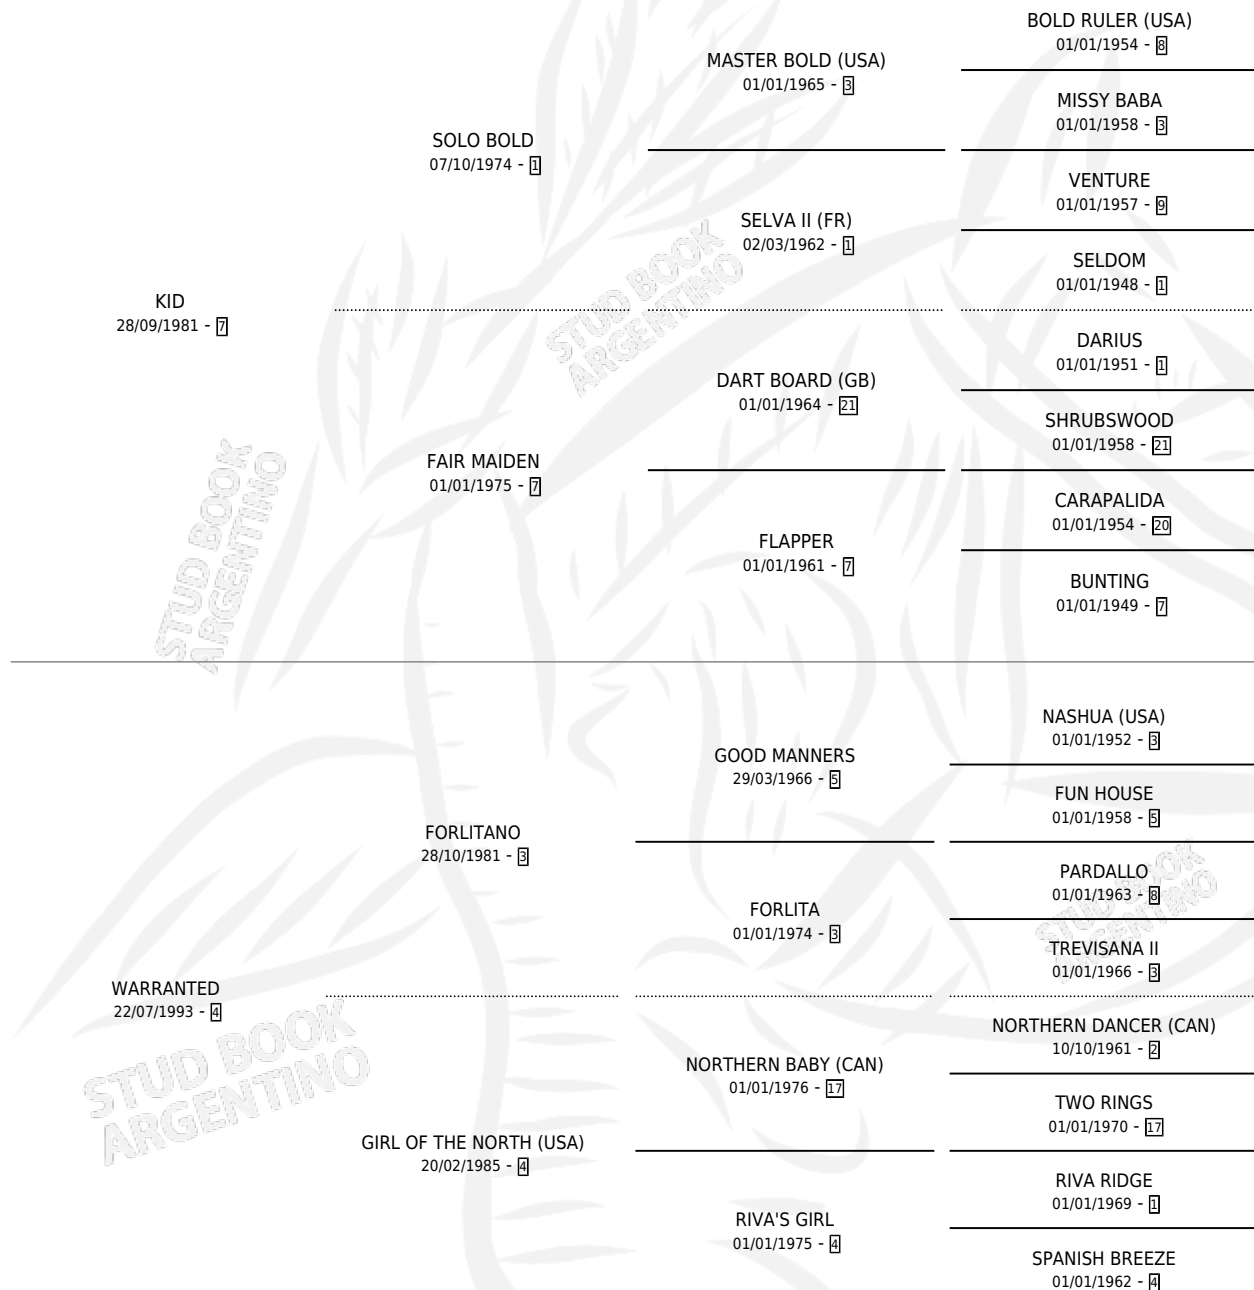 BOLD RULER (USA)
01/01/1954 - 8
MASTER BOLD (USA)
01/01/1965 - 3
MISSY BABA
01/01/1958 - 3
SOLO BOLD
07/10/1974 - 1
VENTURE
01/01/1957 - 9
SELVA II (FR)
02/03/1962 - 1
SELDOM
01/01/1948 - 1
KID
28/09/1981 - 7
DARIUS
01/01/1951 - 1
DART BOARD (GB)
01/01/1964 - 21
SHRUBSWOOD
01/01/1958 - 21
FAIR MAIDEN
01/01/1975 - 7
CARAPALIDA
01/01/1954 - 20
FLAPPER
01/01/1961 - 7
BUNTING
01/01/1949 - 7
STUD BOOK
ARGENTINO
STUD BOOK
ARGENTINO
NASHUA (USA)
01/01/1952 - 3
GOOD MANNERS
29/03/1966 - 5
FUN HOUSE
01/01/1958 - 5
FORLITANO
28/10/1981 - 3
PARDALLO
01/01/1963 - 8
FORLITA
01/01/1974 - 3
TREVISANA II
01/01/1966 - 3
STUD BOOK
ARGENTINO
WARRANTED
22/07/1993 - 4
NORTHERN DANCER (CAN)
10/10/1961 - 2
NORTHERN BABY (CAN)
01/01/1976 - 17
TWO RINGS
01/01/1970 - 17
GIRL OF THE NORTH (USA)
20/02/1985 - 4
RIVA RIDGE
01/01/1969 - 1
RIVA'S GIRL
01/01/1975 - 4
SPANISH BREEZE
01/01/1962 - 4
STUD BOOK
ARGENTINO